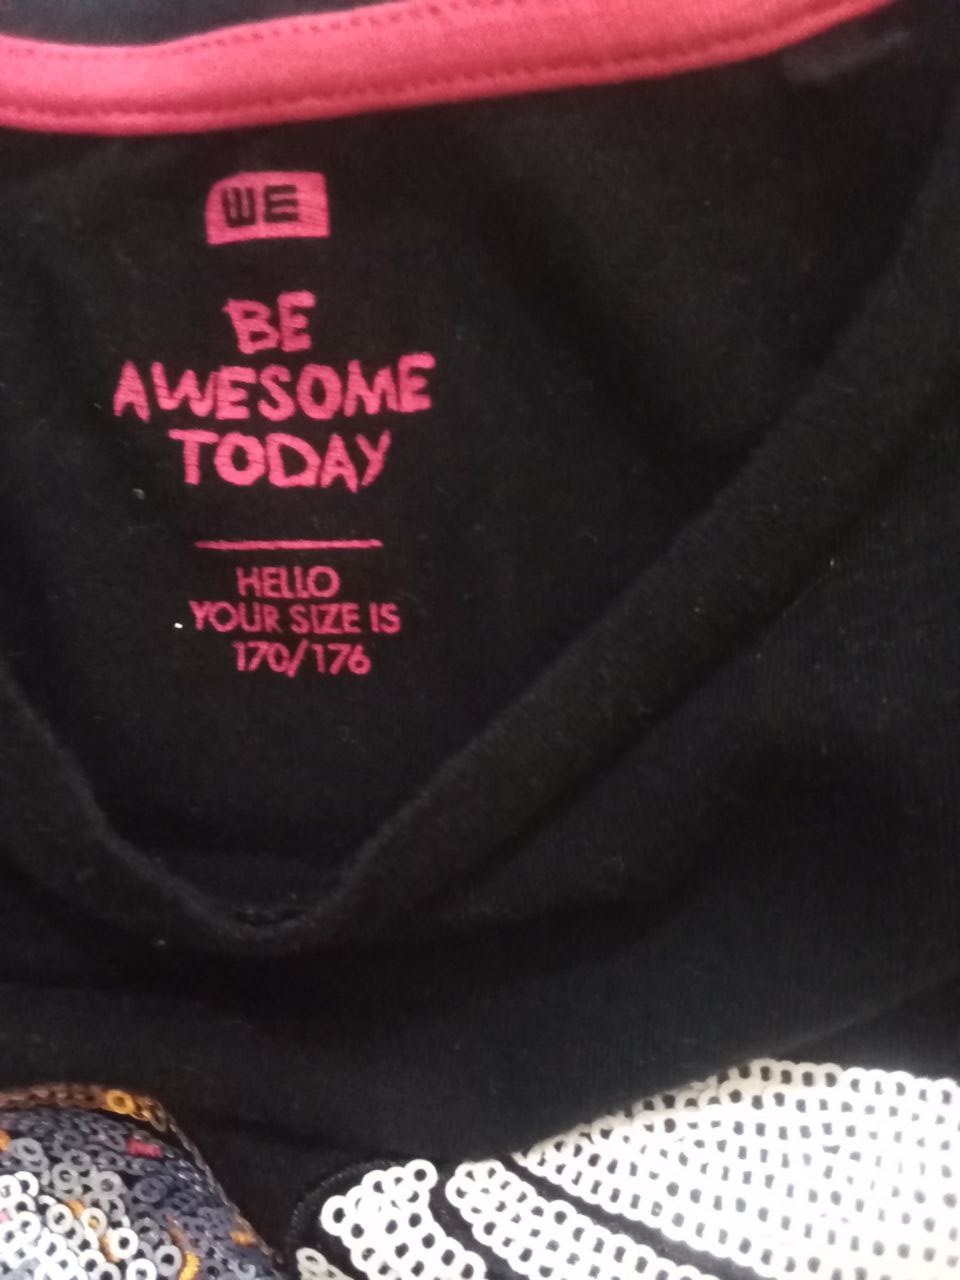 WE
BE
AWESOME
TODAY
HELLO
YOUR SIZE IS
170/176